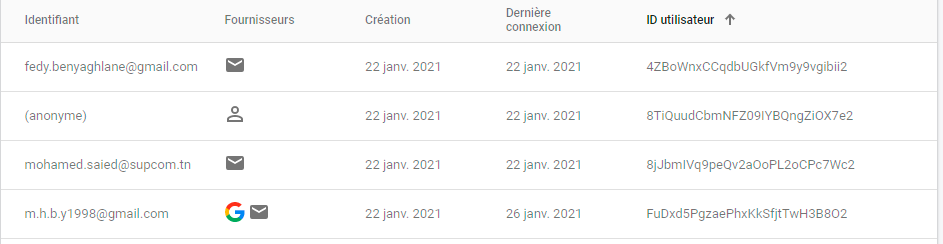 Identifiant Fournisseurs Création Dernière connexion ID utilisateur
fedy.benyaghlane@gmail.com 22 janv. 2021 22 janv. 2021 4ZBoWnxCCqdbUGkfVm9y9vgibii2
(anonyme) 22 janv. 2021 22 janv. 2021 8TiQuudCbmNFZ09IYBQngZiOX7e2
mohamed.saied@supcom.tn 22 janv. 2021 22 janv. 2021 8jJbmIVq9peQv2aOoPL2oCPc7Wc2
m.h.b.y1998@gmail.com 22 janv. 2021 26 janv. 2021 FuDxd5PgzaePhxKkSfjtTwH3B8O2